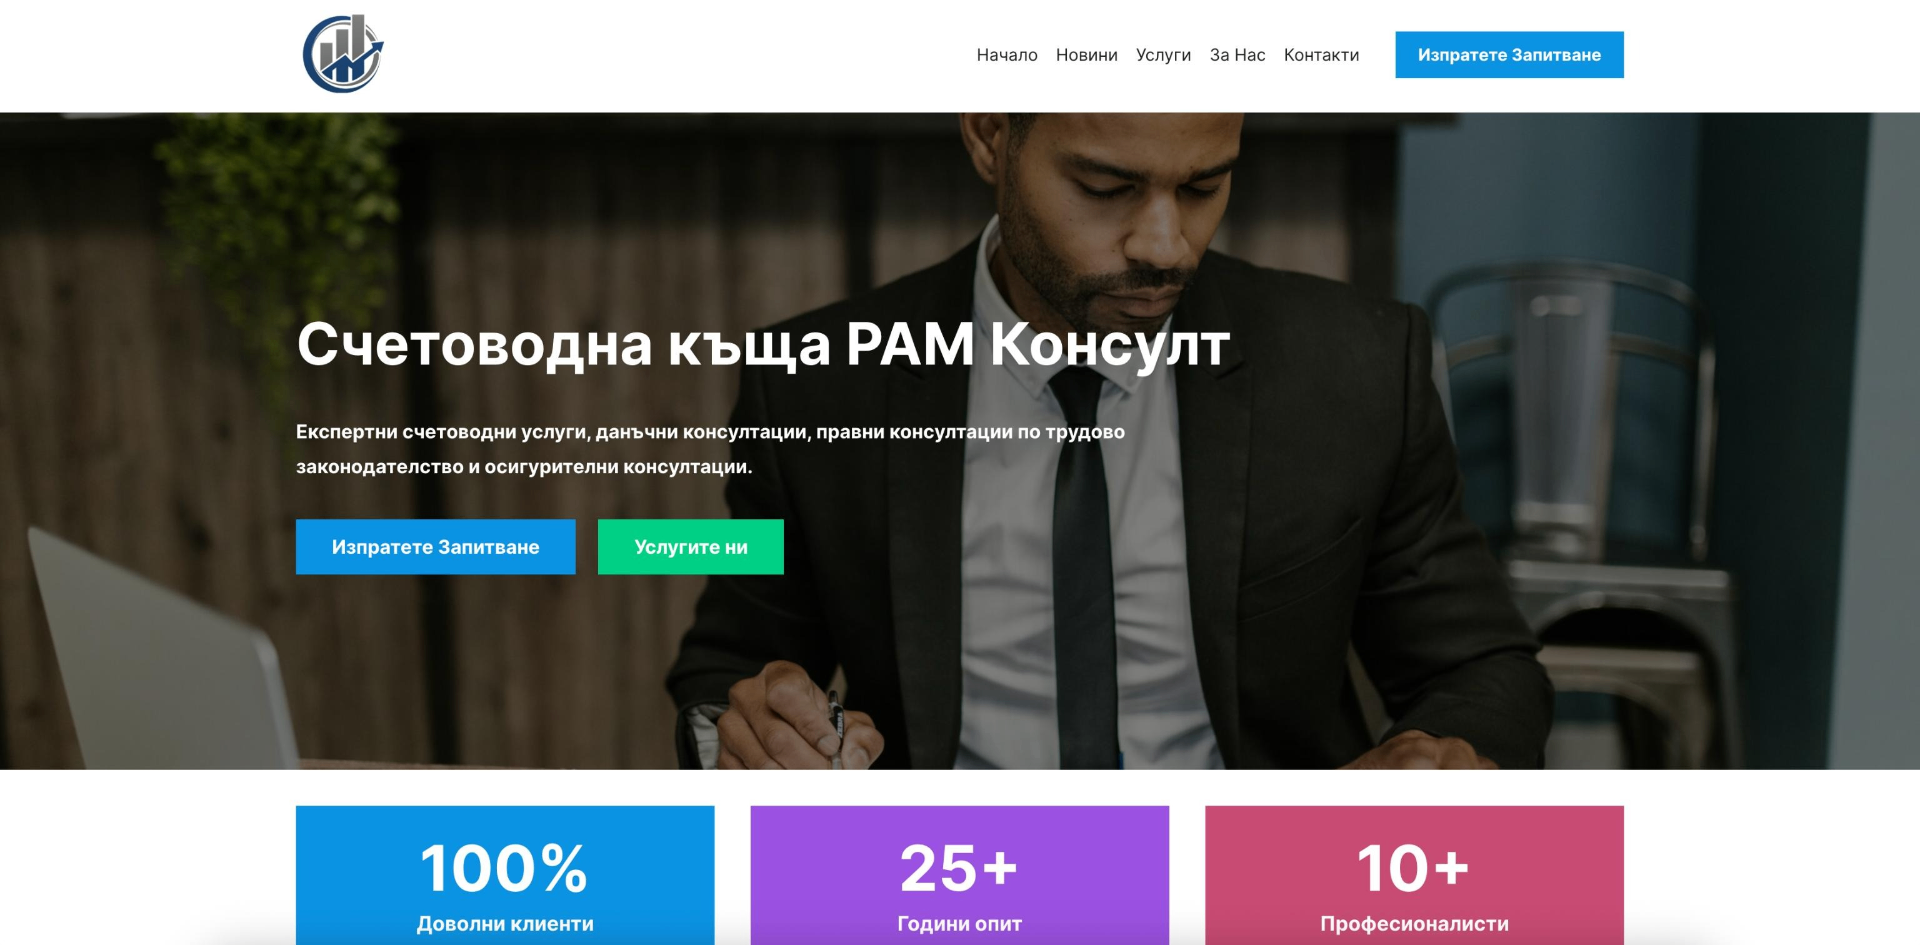 Начало Новини Услуги За Нас Контакти Изпратете Запитване
Счетоводна къща РАМ Консулт
Експертни счетоводни услуги, данъчни консултации, правни консултации по трудово
законодателство и осигурителни консултации.
Изпратете Запитване Услугите ни
100% 25+ 10+
Доволни клиенти Години опит Професионалисти